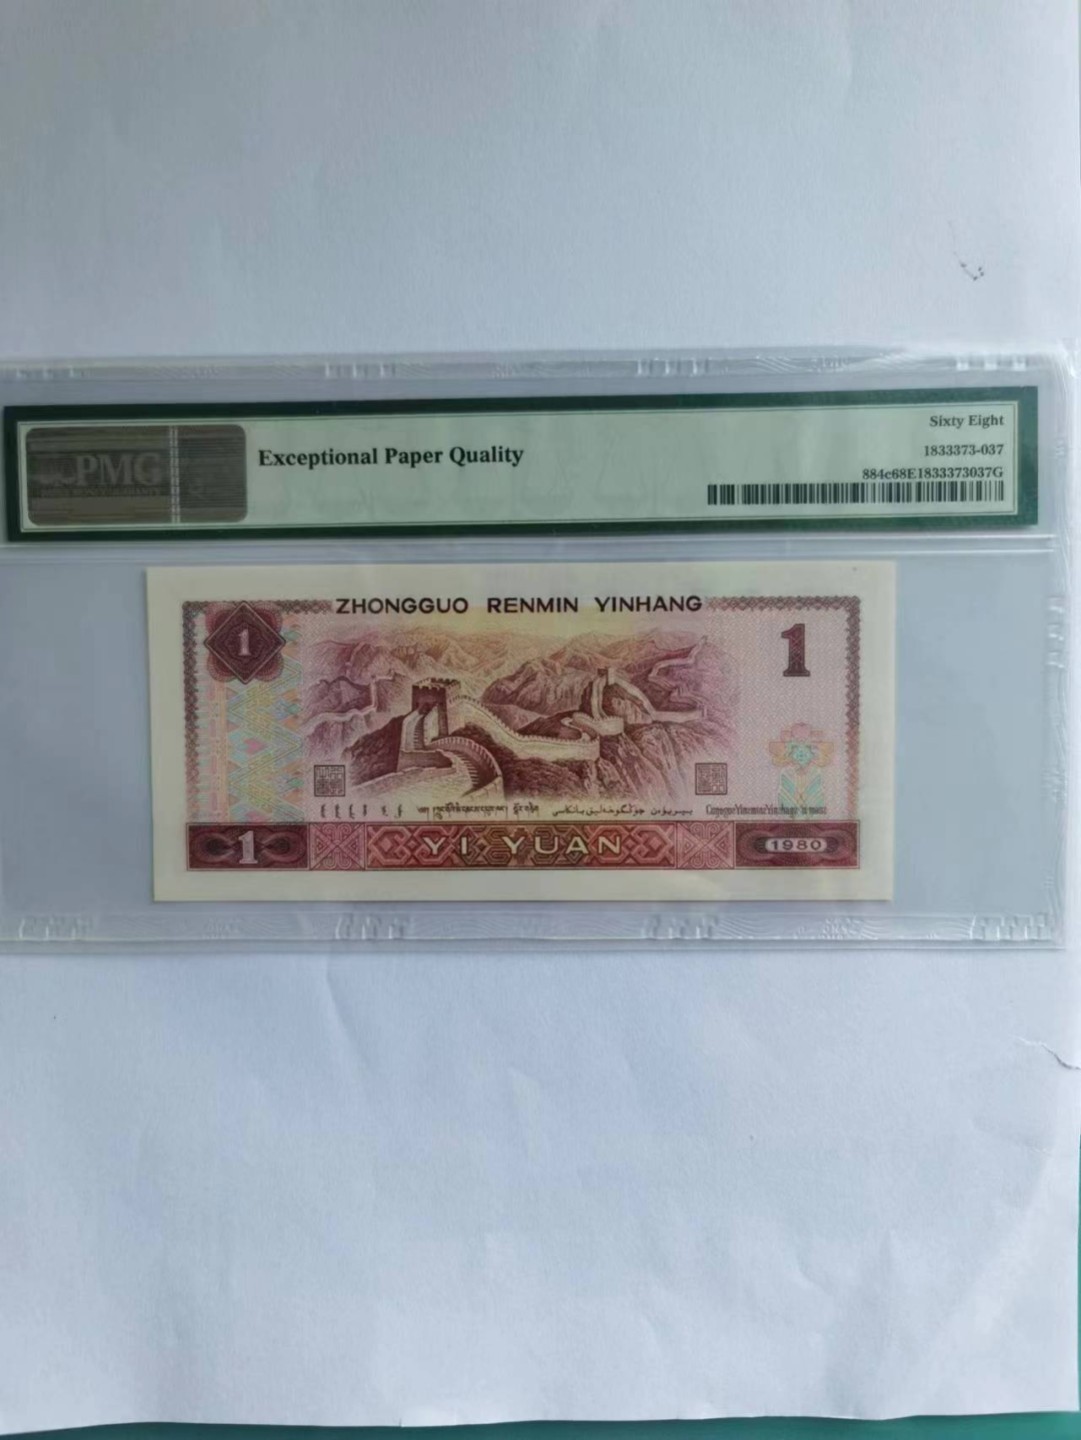 PMG
Exceptional Paper Quality
Sixty Eight
1833373-037
884c68E1833373037G
ZHONGGUO RENMIN YINHANG
1
1
1
YI YUAN
1980